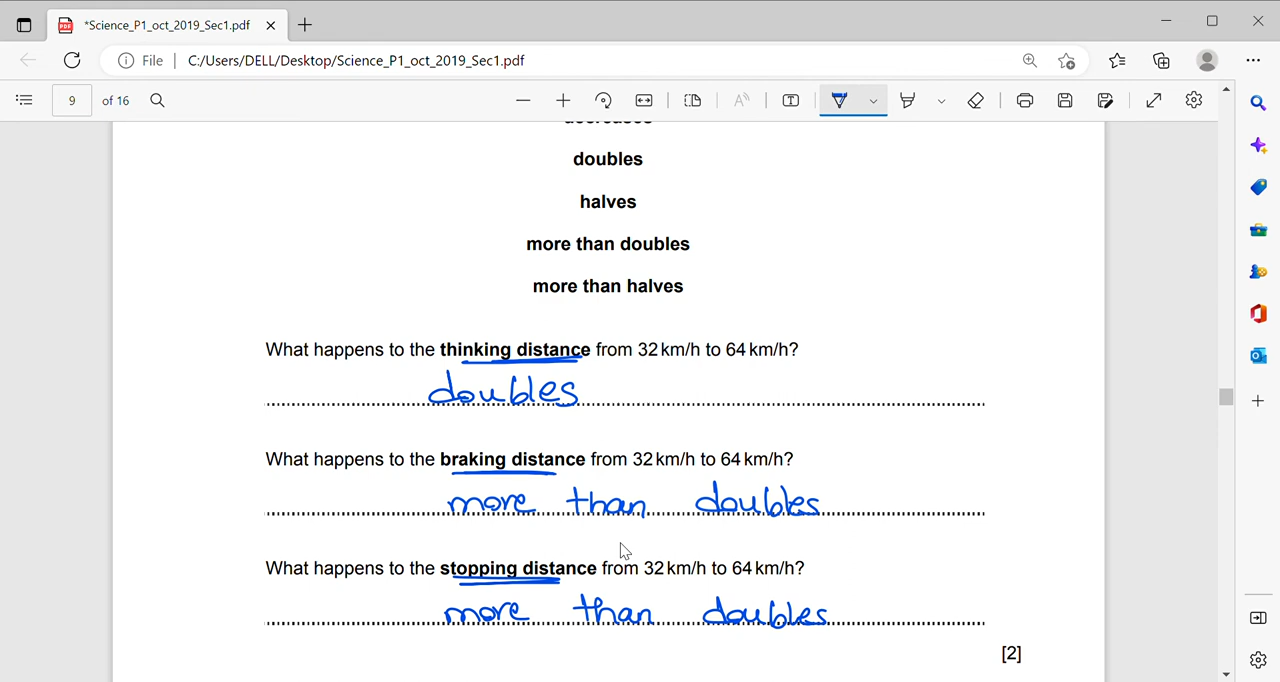 *Science_P1_oct_2019_Sec1.pdf
File C:/Users/DELL/Desktop/Science_P1_oct_2019_Sec1.pdf
9 of 16
decreases
doubles
halves
more than doubles
more than halves
What happens to the thinking distance from 32 km/h to 64 km/h?
doubles
What happens to the braking distance from 32 km/h to 64 km/h?
more than doubles
What happens to the stopping distance from 32 km/h to 64 km/h?
more than doubles
[2]